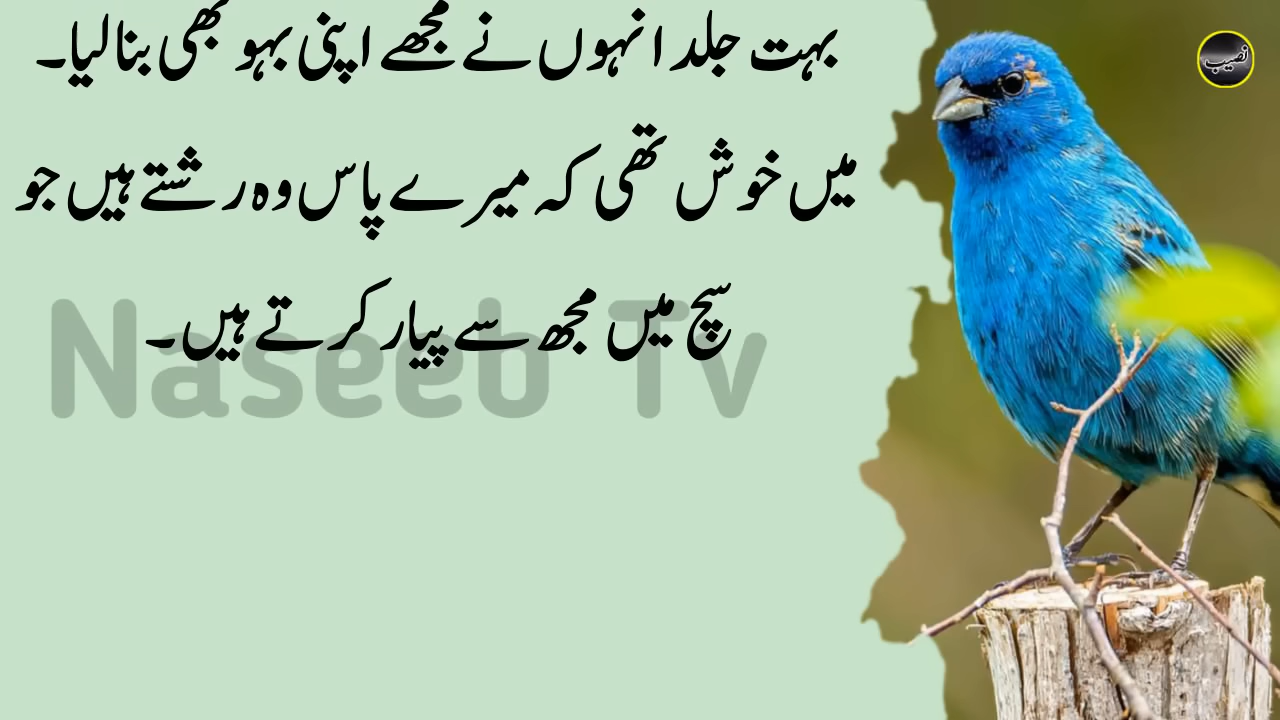 بہت جلد انہوں نے مجھے اپنی بہو بھی بنا لیا۔
میں خوش تھی کہ میرے پاس وہ رشتے ہیں جو
سچ میں مجھ سے پیار کرتے ہیں۔
Naseeb Tv
نصیب